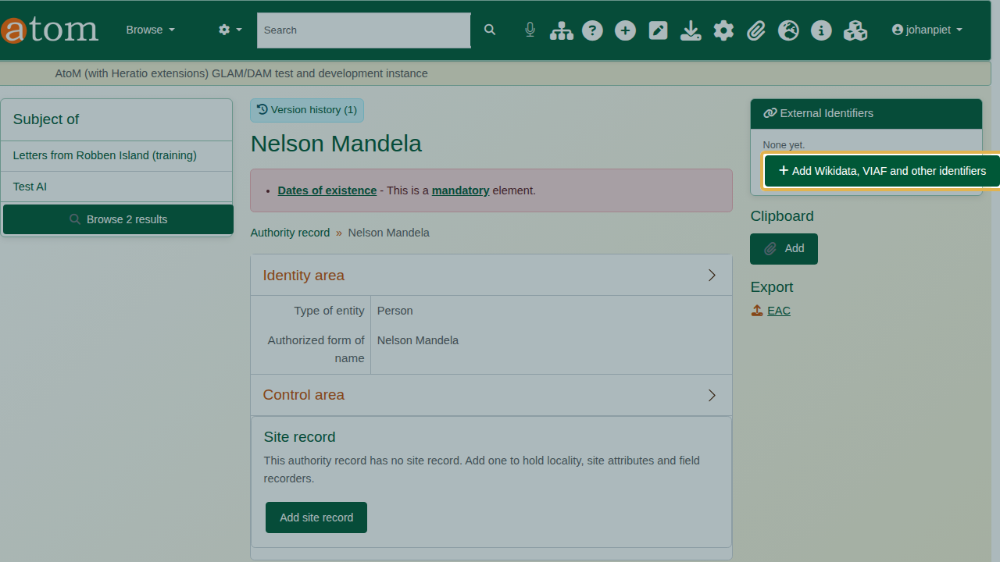 atom
Browse
Search
johanpiet
AtoM (with Heratio extensions) GLAM/DAM test and development instance
Subject of
Letters from Robben Island (training)
Test AI
Browse 2 results
Version history (1)
Nelson Mandela
Dates of existence - This is a mandatory element.
Authority record » Nelson Mandela
Identity area
Type of entity Person
Authorized form of name Nelson Mandela
Control area
Site record
This authority record has no site record. Add one to hold locality, site attributes and field
recorders.
Add site record
External Identifiers
None yet.
+ Add Wikidata, VIAF and other identifiers
Clipboard
Add
Export
EAC